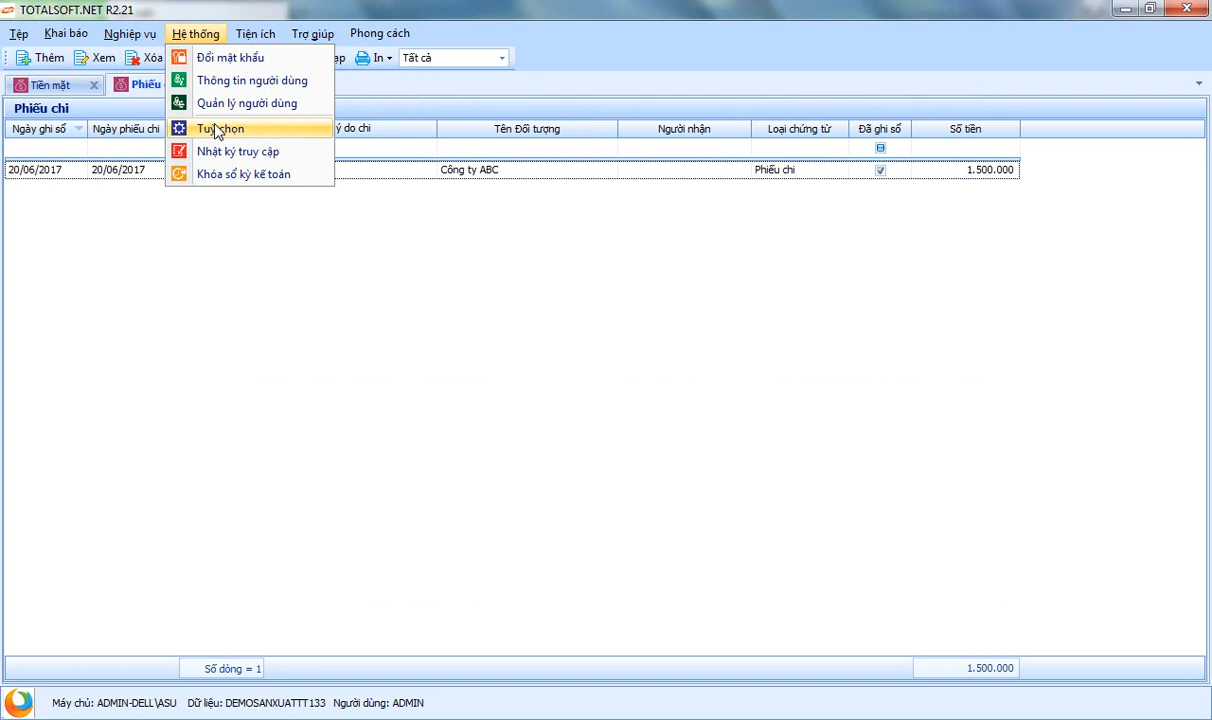 TOTALSOFT.NET R2.21
Tệp Khai báo Nghiệp vụ Hệ thống Tiện ích Trợ giúp Phong cách
Thêm Xem Xóa In Tất cả
Đổi mật khẩu
Thông tin người dùng
Quản lý người dùng
Tuỳ chọn
Nhật ký truy cập
Khóa sổ kỳ kế toán
Tiền mặt Phiếu
Phiếu chi
Ngày ghi sổ Ngày phiếu chi ý do chi Tên Đối tượng Người nhận Loại chứng từ Đã ghi sổ Số tiền
20/06/2017 20/06/2017 Công ty ABC Phiếu chi 1.500.000
Số dòng = 1 1.500.000
Máy chủ: ADMIN-DELL\ASU Dữ liệu: DEMOSANXUATTT133 Người dùng: ADMIN